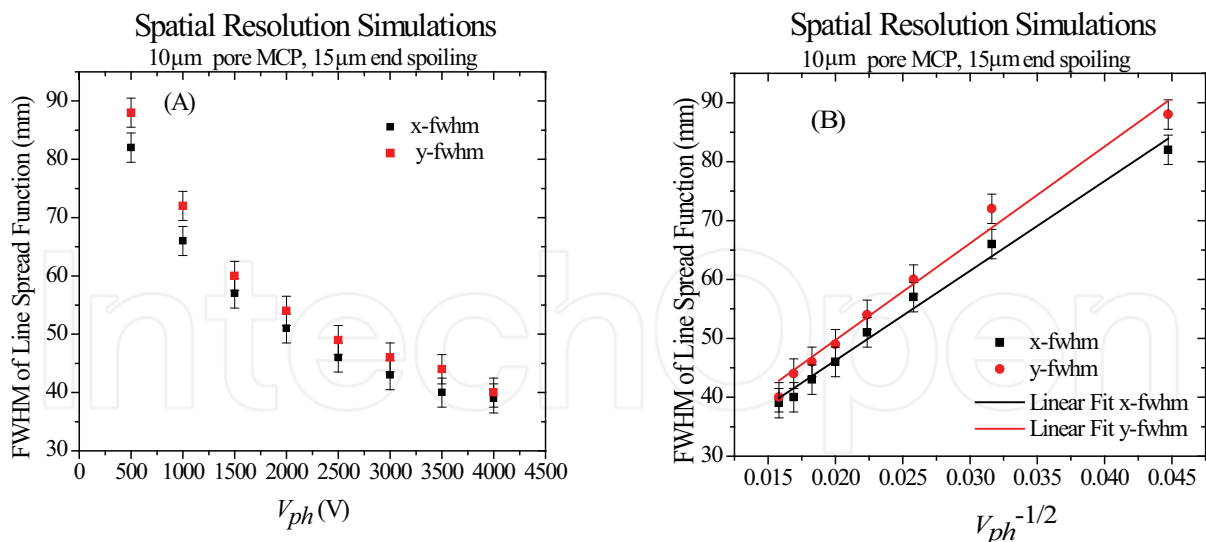 Spatial Resolution Simulations
10μm pore MCP, 15μm end spoiling
(A)
x-fwhm
y-fwhm
FWHM of Line Spread Function (mm)
90
80
70
60
50
40
30
0 500 1000 1500 2000 2500 3000 3500 4000 4500
V_ph (V)
Spatial Resolution Simulations
10μm pore MCP, 15μm end spoiling
(B)
FWHM of Line Spread Function (mm)
90
80
70
60
50
40
30
x-fwhm
y-fwhm
Linear Fit x-fwhm
Linear Fit y-fwhm
0.015 0.020 0.025 0.030 0.035 0.040 0.045
V_ph^-1/2
IntechOpen